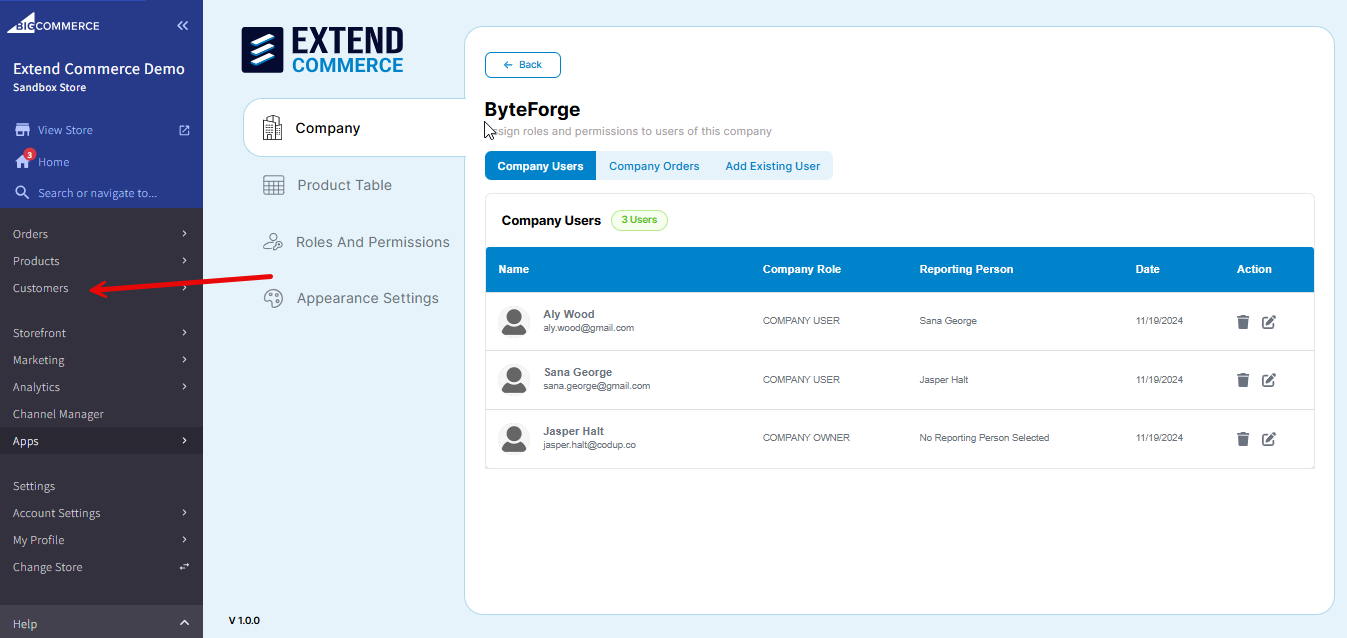 BIGCOMMERCE
Extend Commerce Demo
Sandbox Store
View Store
3
Home
Search or navigate to...
Orders
Products
Customers
Storefront
Marketing
Analytics
Channel Manager
Apps
Settings
Account Settings
My Profile
Change Store
Help
EXTEND
COMMERCE
Company
Product Table
Roles And Permissions
Appearance Settings
V 1.0.0
Back
ByteForge
sign roles and permissions to users of this company
Company Users Company Orders Add Existing User
Company Users 3 Users
Name Company Role Reporting Person Date Action
Aly Wood
aly.wood@gmail.com COMPANY USER Sana George 11/19/2024
Sana George
sana.george@gmail.com COMPANY USER Jasper Halt 11/19/2024
Jasper Halt
jasper.halt@codup.co COMPANY OWNER No Reporting Person Selected 11/19/2024